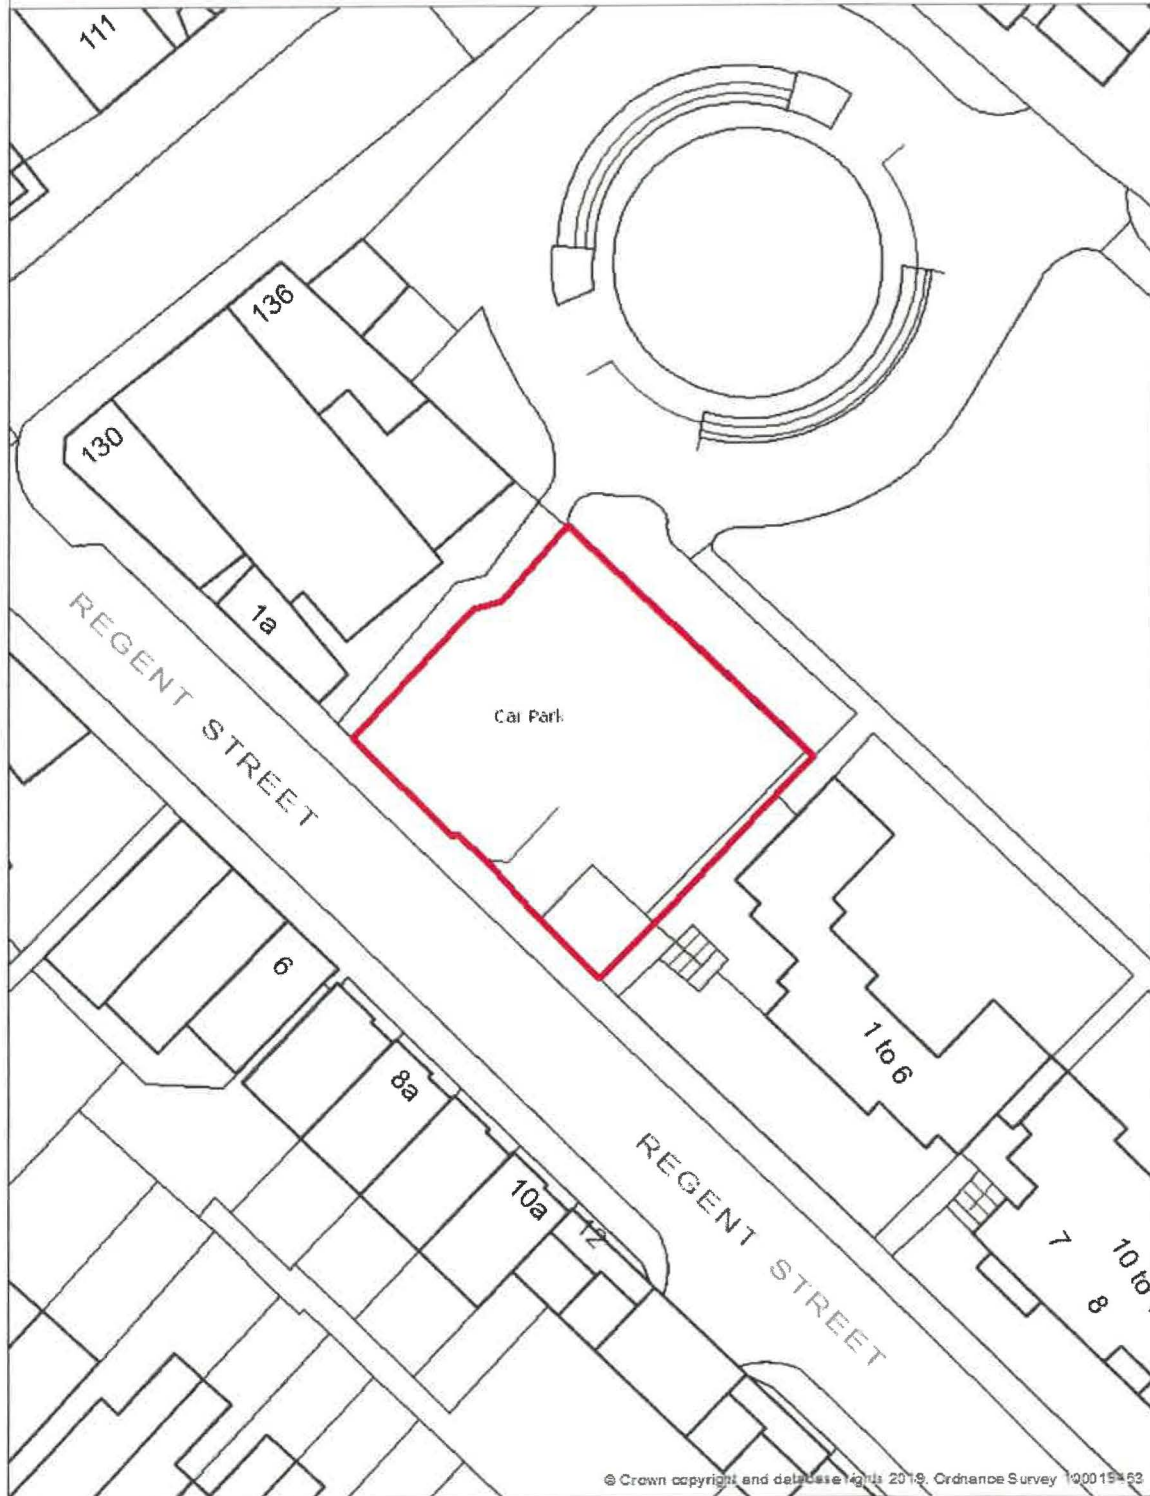 111
136
130
1a
REGENT STREET
Car Park
6
8a
1 to 6
10a
12
REGENT STREET
7
10 to
8
© Crown copyright and database rights 2019. Ordnance Survey